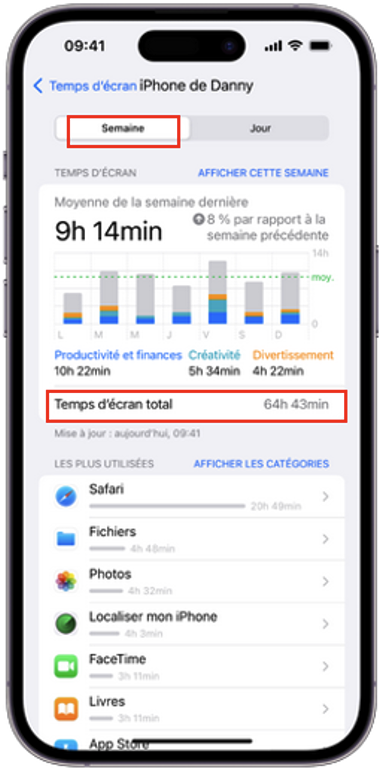 09:41
Temps d'écran iPhone de Danny
Semaine Jour
TEMPS D'ÉCRAN AFFICHER CETTE SEMAINE
Moyenne de la semaine dernière
9h 14min 8 % par rapport à la
semaine précédente
14h
moy.
0
L M M J V S D
Productivité et finances Créativité Divertissement
10h 22min 5h 34min 4h 22min
Temps d'écran total 64h 43min
Mise à jour : aujourd'hui, 09:41
LES PLUS UTILISÉES AFFICHER LES CATÉGORIES
Safari
20h 49min
Fichiers
4h 48min
Photos
4h 32min
Localiser mon iPhone
4h 3min
FaceTime
3h 11min
Livres
3h 11min
App Store